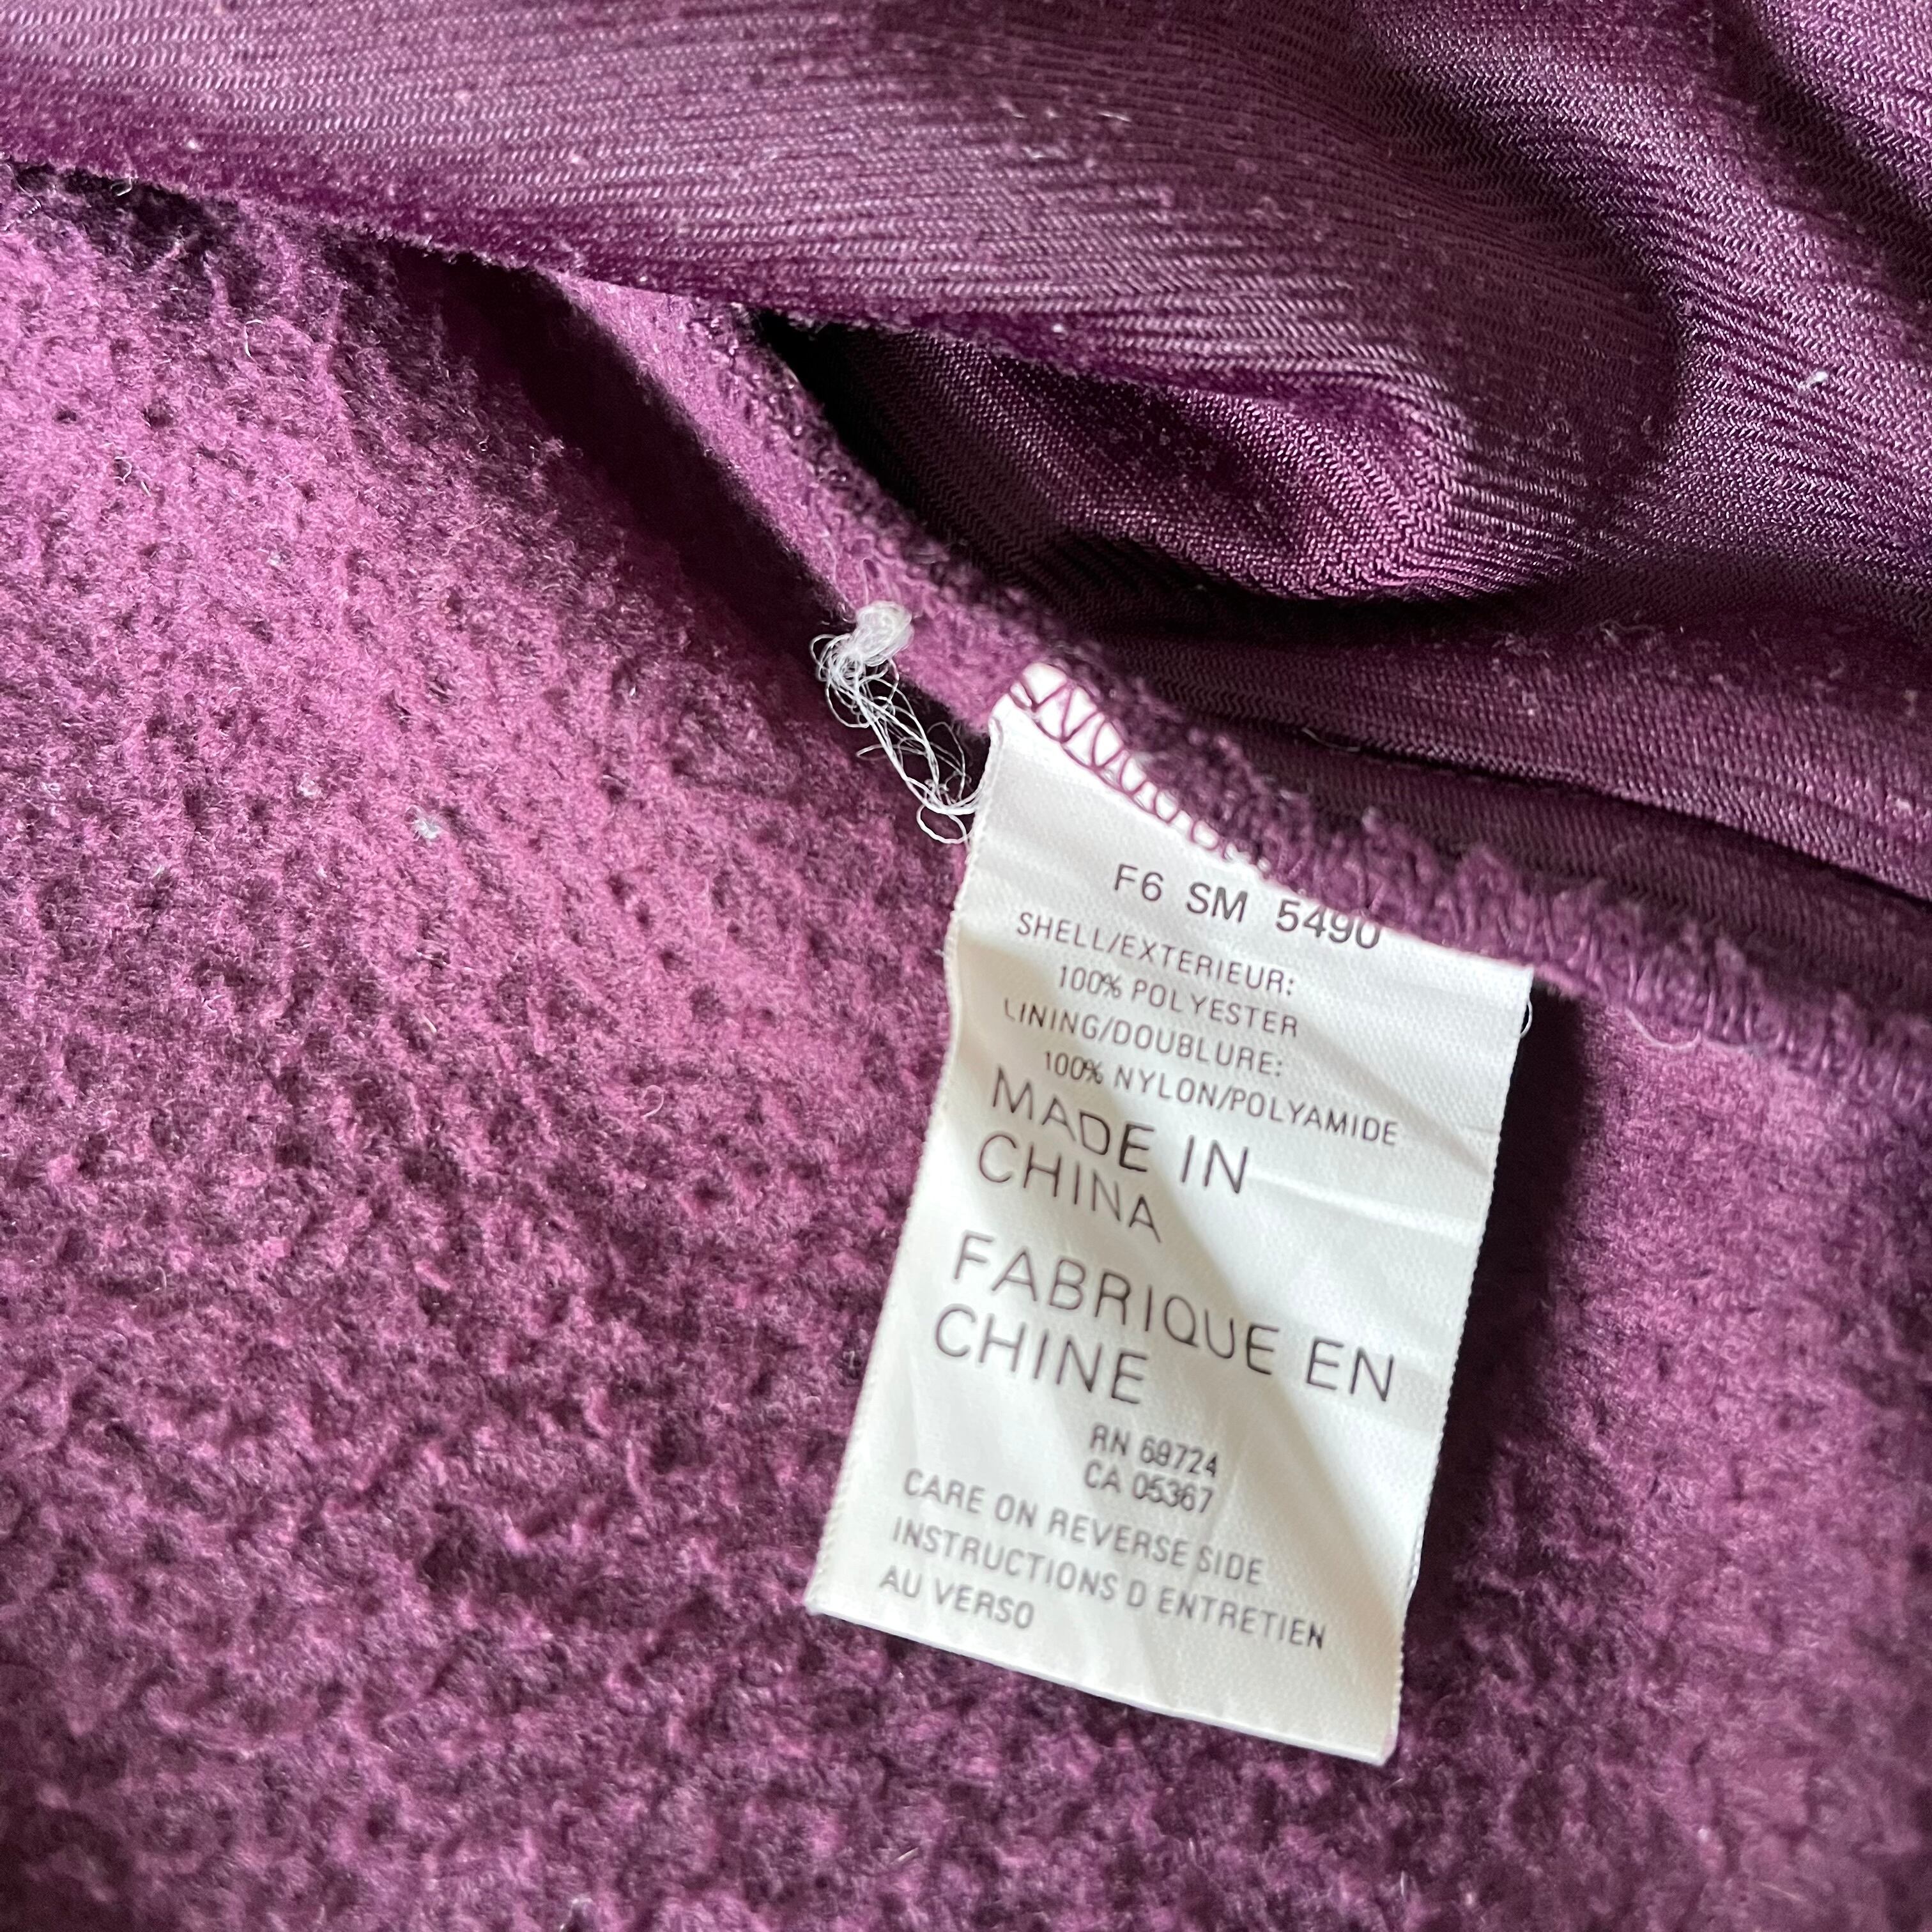 F6 SM 5490
SHELL/EXTERIEUR:
100% POLYESTER
LINING/DOUBLURE:
100% NYLON/POLYAMIDE
MADE IN
CHINA
FABRIQUE EN
CHINE
RN 69724
CA 05367
CARE ON REVERSE SIDE
INSTRUCTIONS D ENTRETIEN
AU VERSO